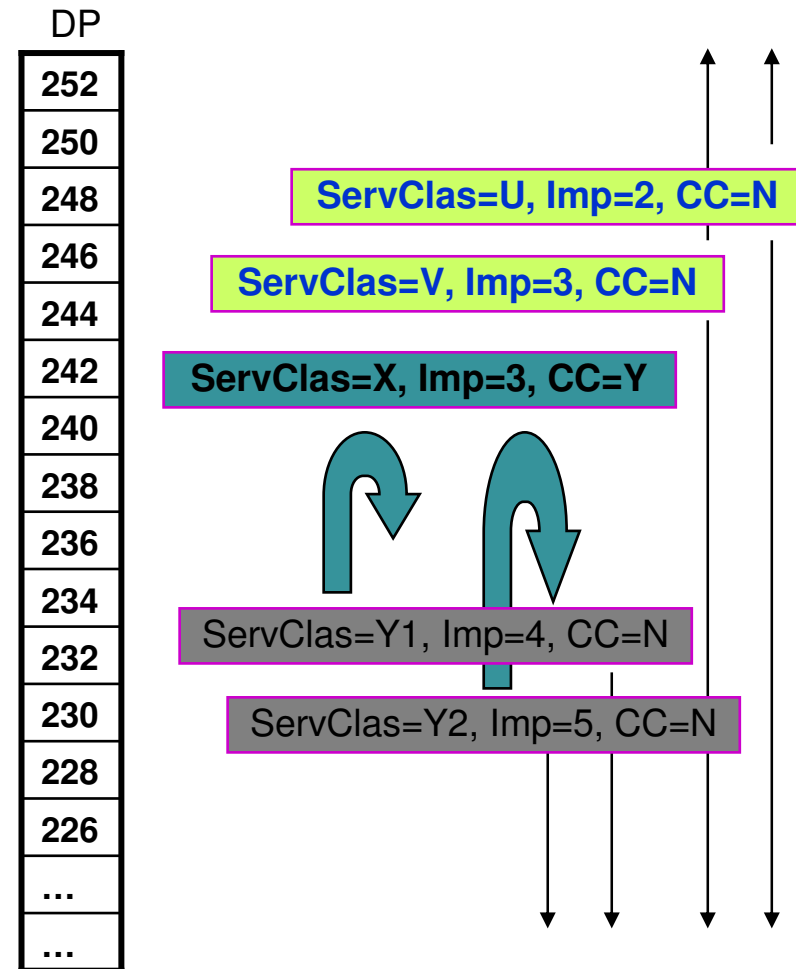 DP
252
250
248
246
244
242
240
238
236
234
232
230
228
226
...
...
ServClas=U, Imp=2, CC=N
ServClas=V, Imp=3, CC=N
ServClas=X, Imp=3, CC=Y
ServClas=Y1, Imp=4, CC=N
ServClas=Y2, Imp=5, CC=N